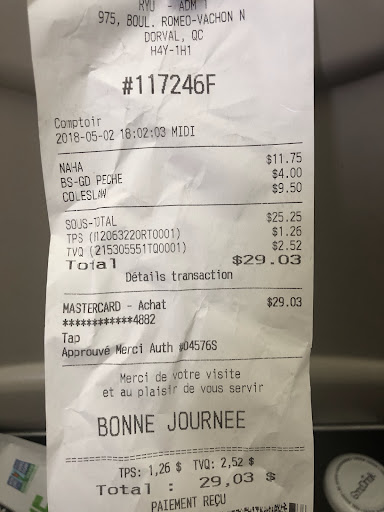 RYU - ADM 1
975, BOUL. ROMEO-VACHON N
DORVAL, QC
H4Y-1H1
#117246F
Comptoir
2018-05-02 18:02:03 MIDI
NAHA $11.75
BS-GD PECHE $4.00
COLESLAW $9.50
SOUS-TOTAL $25.25
TPS (112063220RT0001) $1.26
TVQ (215305551TQ0001) $2.52
Total $29.03
Détails transaction
MASTERCARD - Achat $29.03
************4882
Tap
Approuvé Merci Auth #04576S
Merci de votre visite
et au plaisir de vous servir
BONNE JOURNEE
TPS: 1,26 $ TVQ: 2,52 $
Total : 29,03 $
PAIEMENT REÇU